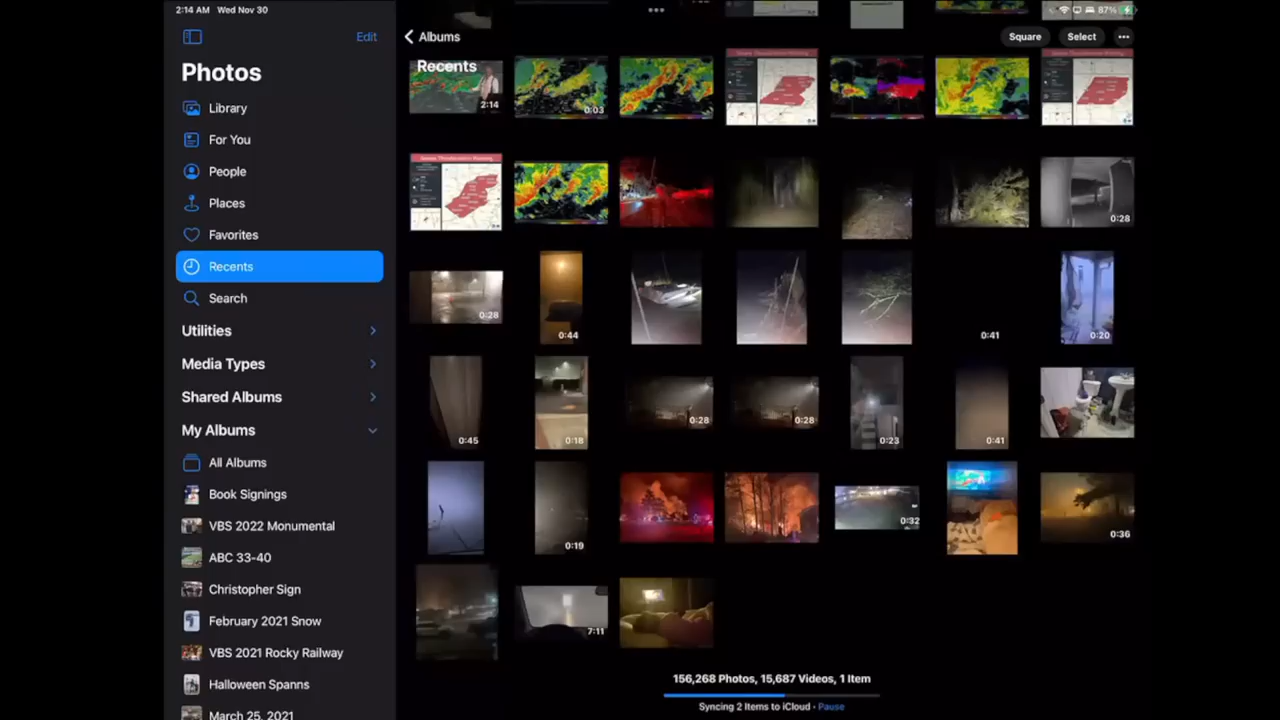 2:14 AM Wed Nov 30
87%
Edit
Albums
Square
Select
Photos
Recents
Library
For You
People
Places
Favorites
Recents
Search
Utilities
Media Types
Shared Albums
My Albums
All Albums
Book Signings
VBS 2022 Monumental
ABC 33-40
Christopher Sign
February 2021 Snow
VBS 2021 Rocky Railway
Halloween Spanns
March 25, 2021
2:14
0:03
0:28
0:28
0:44
0:41
0:20
0:45
0:18
0:28
0:28
0:23
0:41
0:19
0:32
0:36
7:11
156,268 Photos, 15,687 Videos, 1 Item
Syncing 2 Items to iCloud · Pause